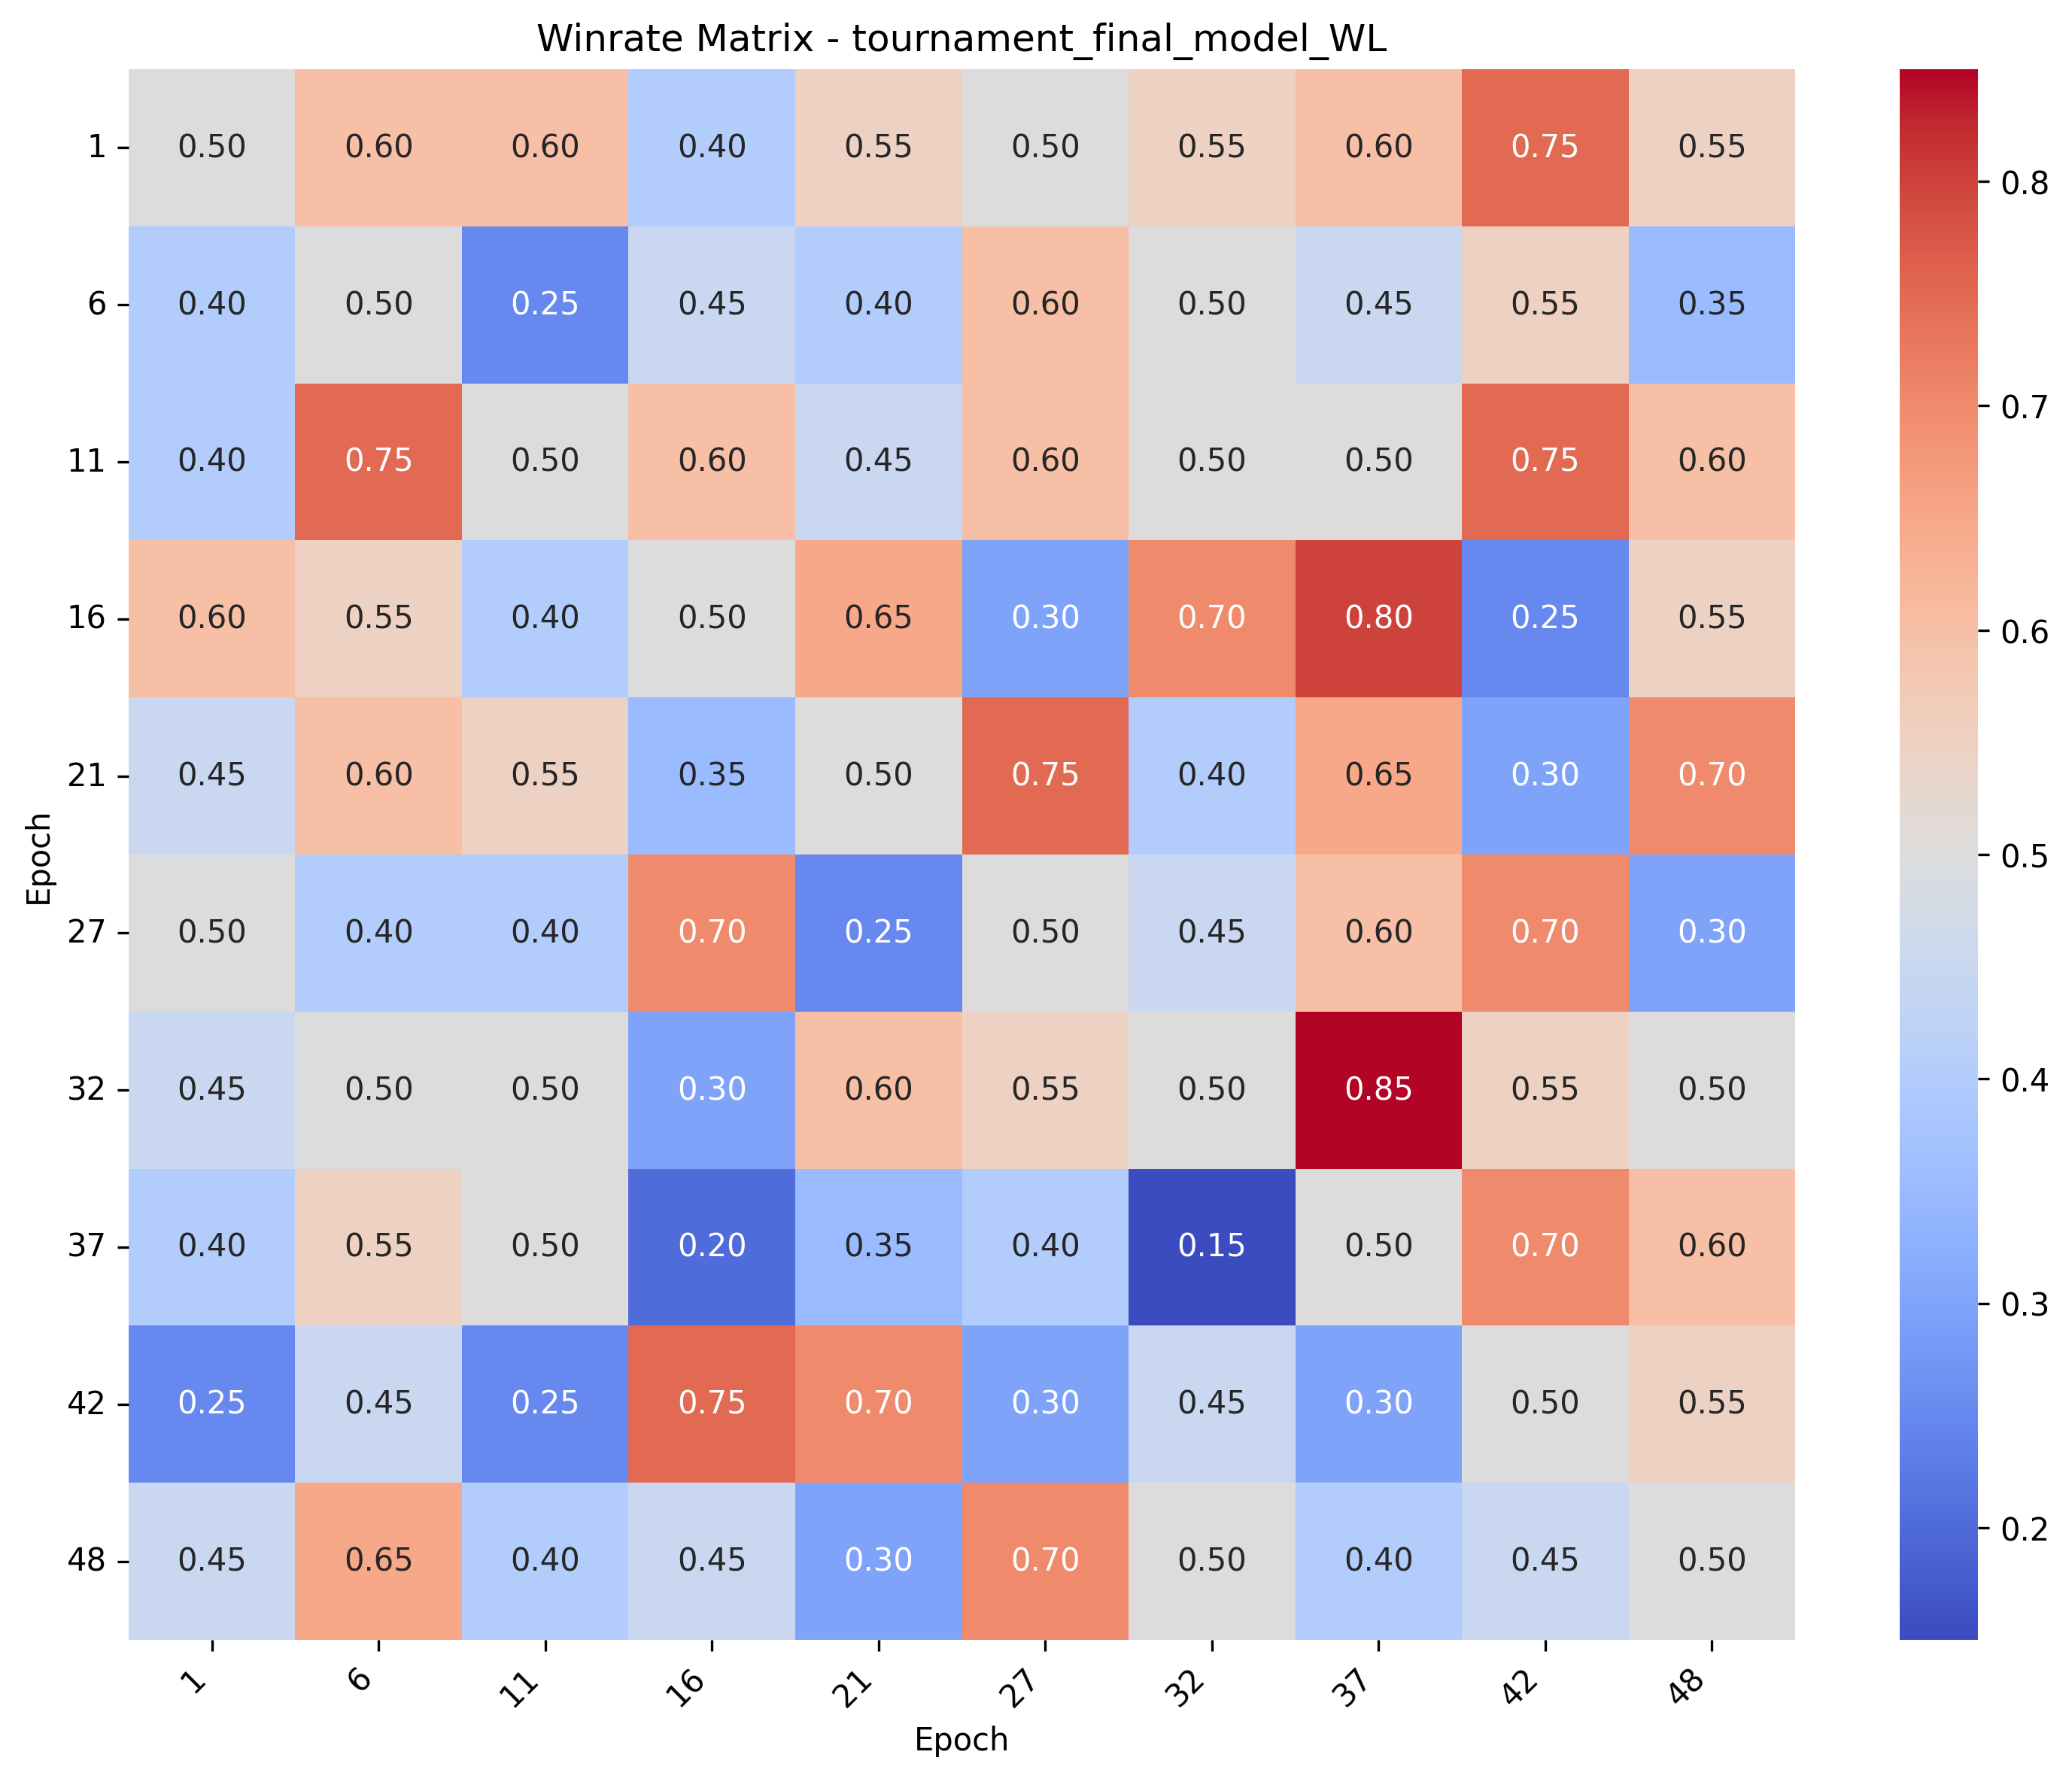 Winrate Matrix - tournament_final_model_WL
1 0.50 0.60 0.60 0.40 0.55 0.50 0.55 0.60 0.75 0.55
6 0.40 0.50 0.25 0.45 0.40 0.60 0.50 0.45 0.55 0.35
11 0.40 0.75 0.50 0.60 0.45 0.60 0.50 0.50 0.75 0.60
16 0.60 0.55 0.40 0.50 0.65 0.30 0.70 0.80 0.25 0.55
21 0.45 0.60 0.55 0.35 0.50 0.75 0.40 0.65 0.30 0.70
27 0.50 0.40 0.40 0.70 0.25 0.50 0.45 0.60 0.70 0.30
32 0.45 0.50 0.50 0.30 0.60 0.55 0.50 0.85 0.55 0.50
37 0.40 0.55 0.50 0.20 0.35 0.40 0.15 0.50 0.70 0.60
42 0.25 0.45 0.25 0.75 0.70 0.30 0.45 0.30 0.50 0.55
48 0.45 0.65 0.40 0.45 0.30 0.70 0.50 0.40 0.45 0.50
1 6 11 16 21 27 32 37 42 48
Epoch
Epoch
0.8
0.7
0.6
0.5
0.4
0.3
0.2